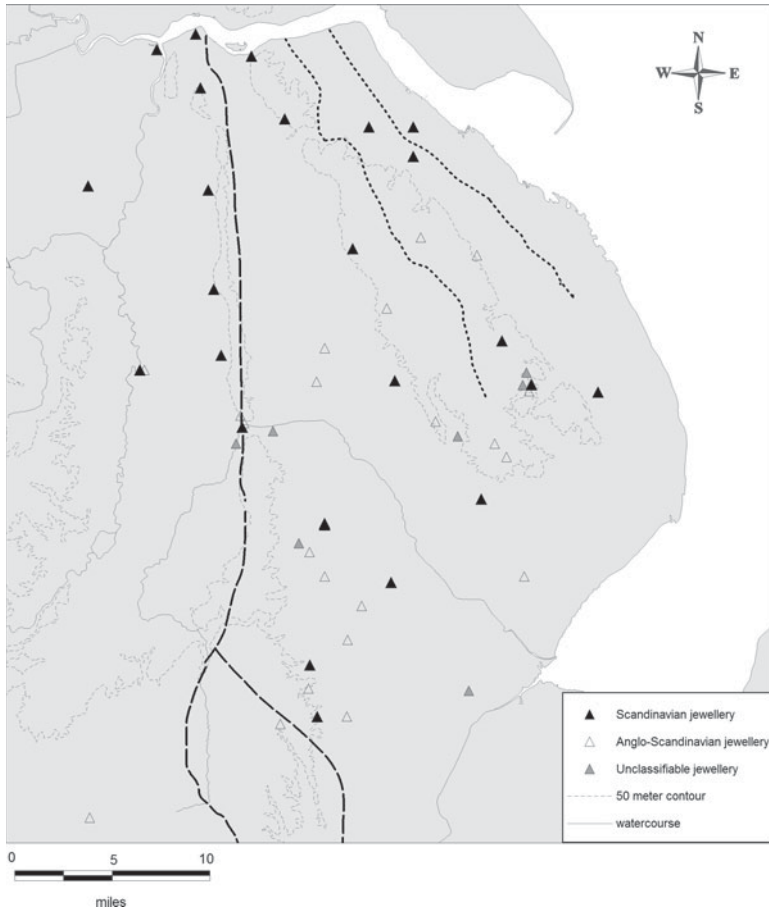 N
W E
S
Scandinavian jewellery
Anglo-Scandinavian jewellery
Unclassifiable jewellery
50 meter contour
watercourse
0 5 10
miles